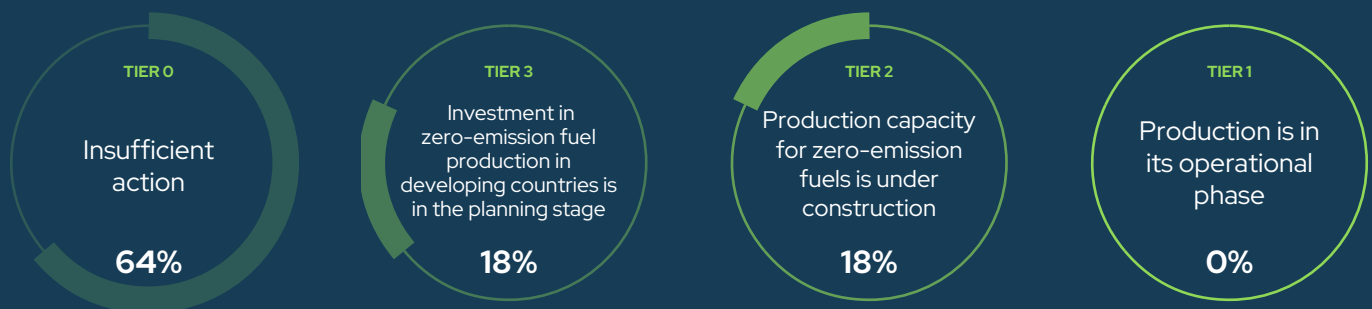 TIER 0
Insufficient
action
64%
TIER 3
Investment in
zero-emission fuel
production in
developing countries is
in the planning stage
18%
TIER 2
Production capacity
for zero-emission
fuels is under
construction
18%
TIER 1
Production is in
its operational
phase
0%